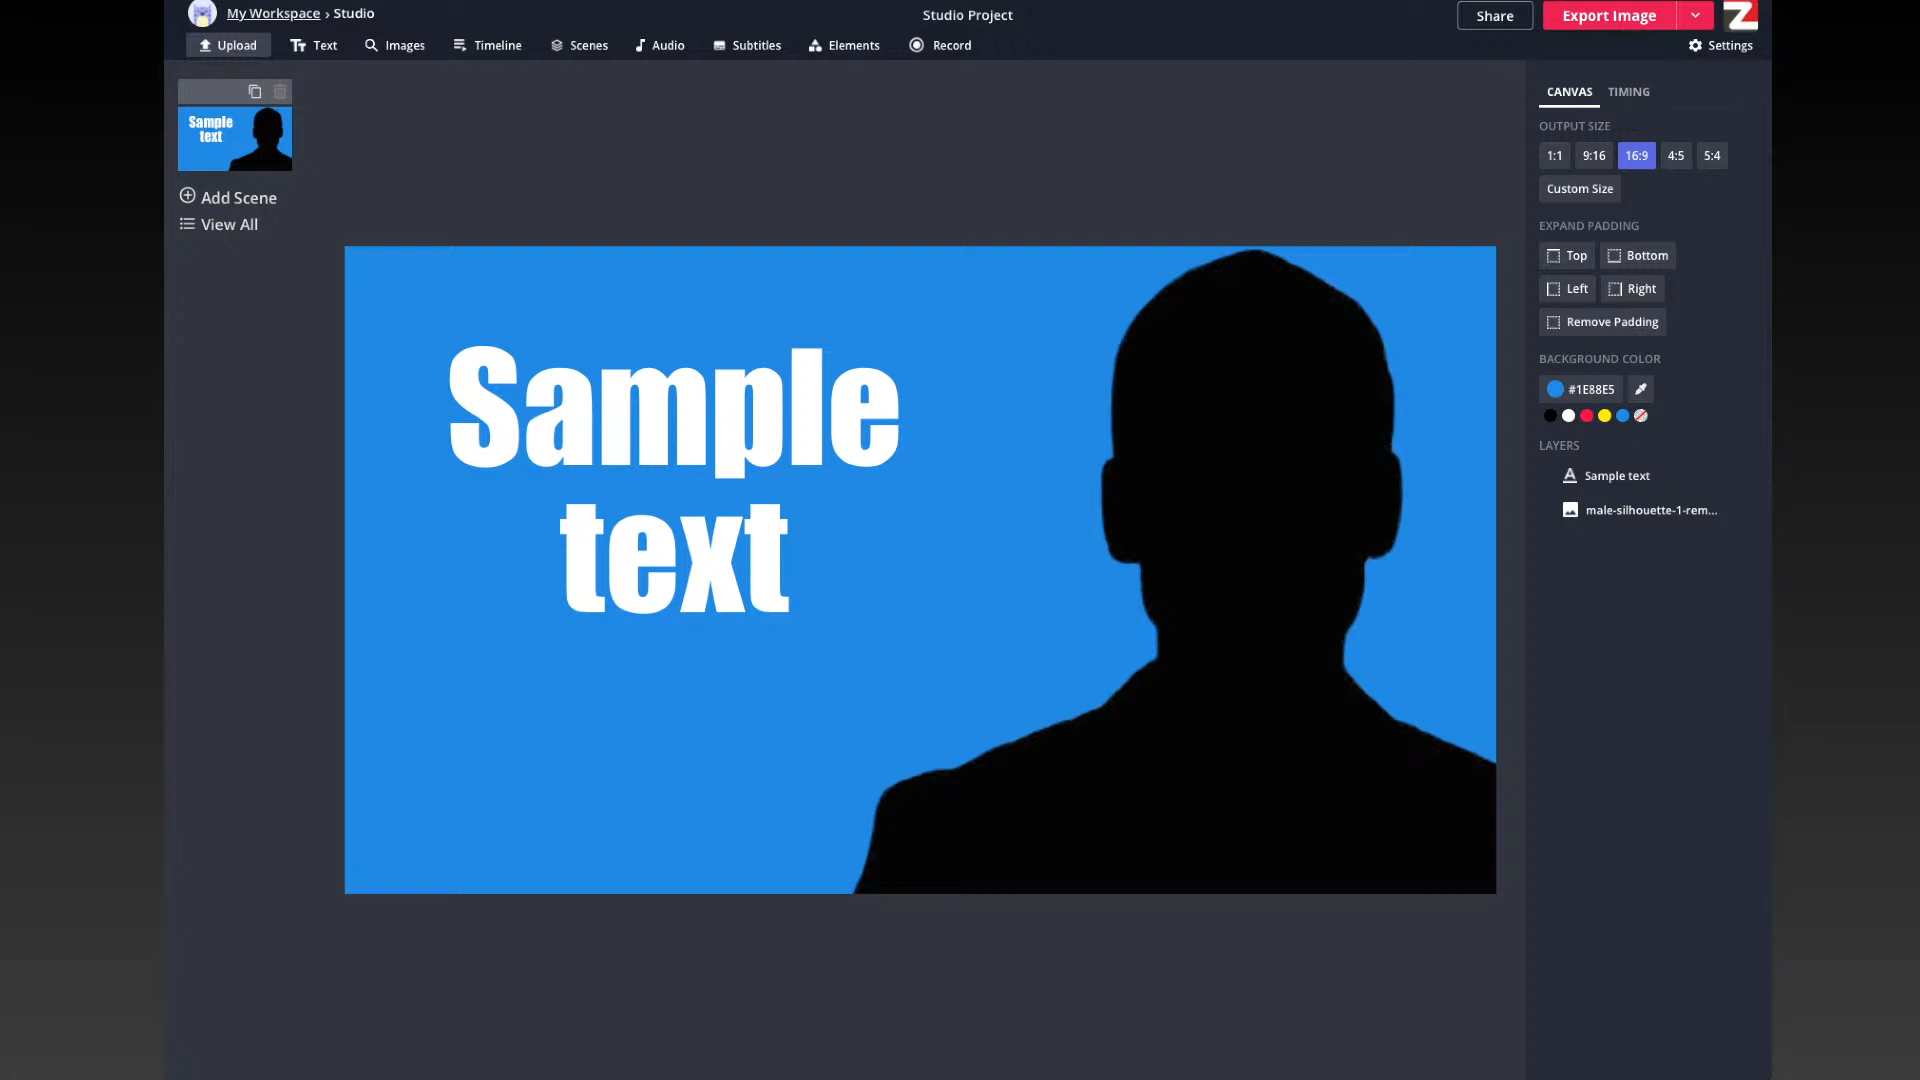 My Workspace › Studio
Studio Project
Share
Export Image
Upload
Text
Images
Timeline
Scenes
Audio
Subtitles
Elements
Record
Settings
Sample
text
Add Scene
View All
Sample
text
CANVAS
TIMING
OUTPUT SIZE
1:1
9:16
16:9
4:5
5:4
Custom Size
EXPAND PADDING
Top
Bottom
Left
Right
Remove Padding
BACKGROUND COLOR
#1E88E5
LAYERS
Sample text
male-silhouette-1-rem...